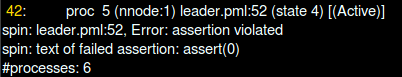 42: proc 5 (nnode:1) leader.pml:52 (state 4) [(Active)]
spin: leader.pml:52, Error: assertion violated
spin: text of failed assertion: assert(0)
#processes: 6